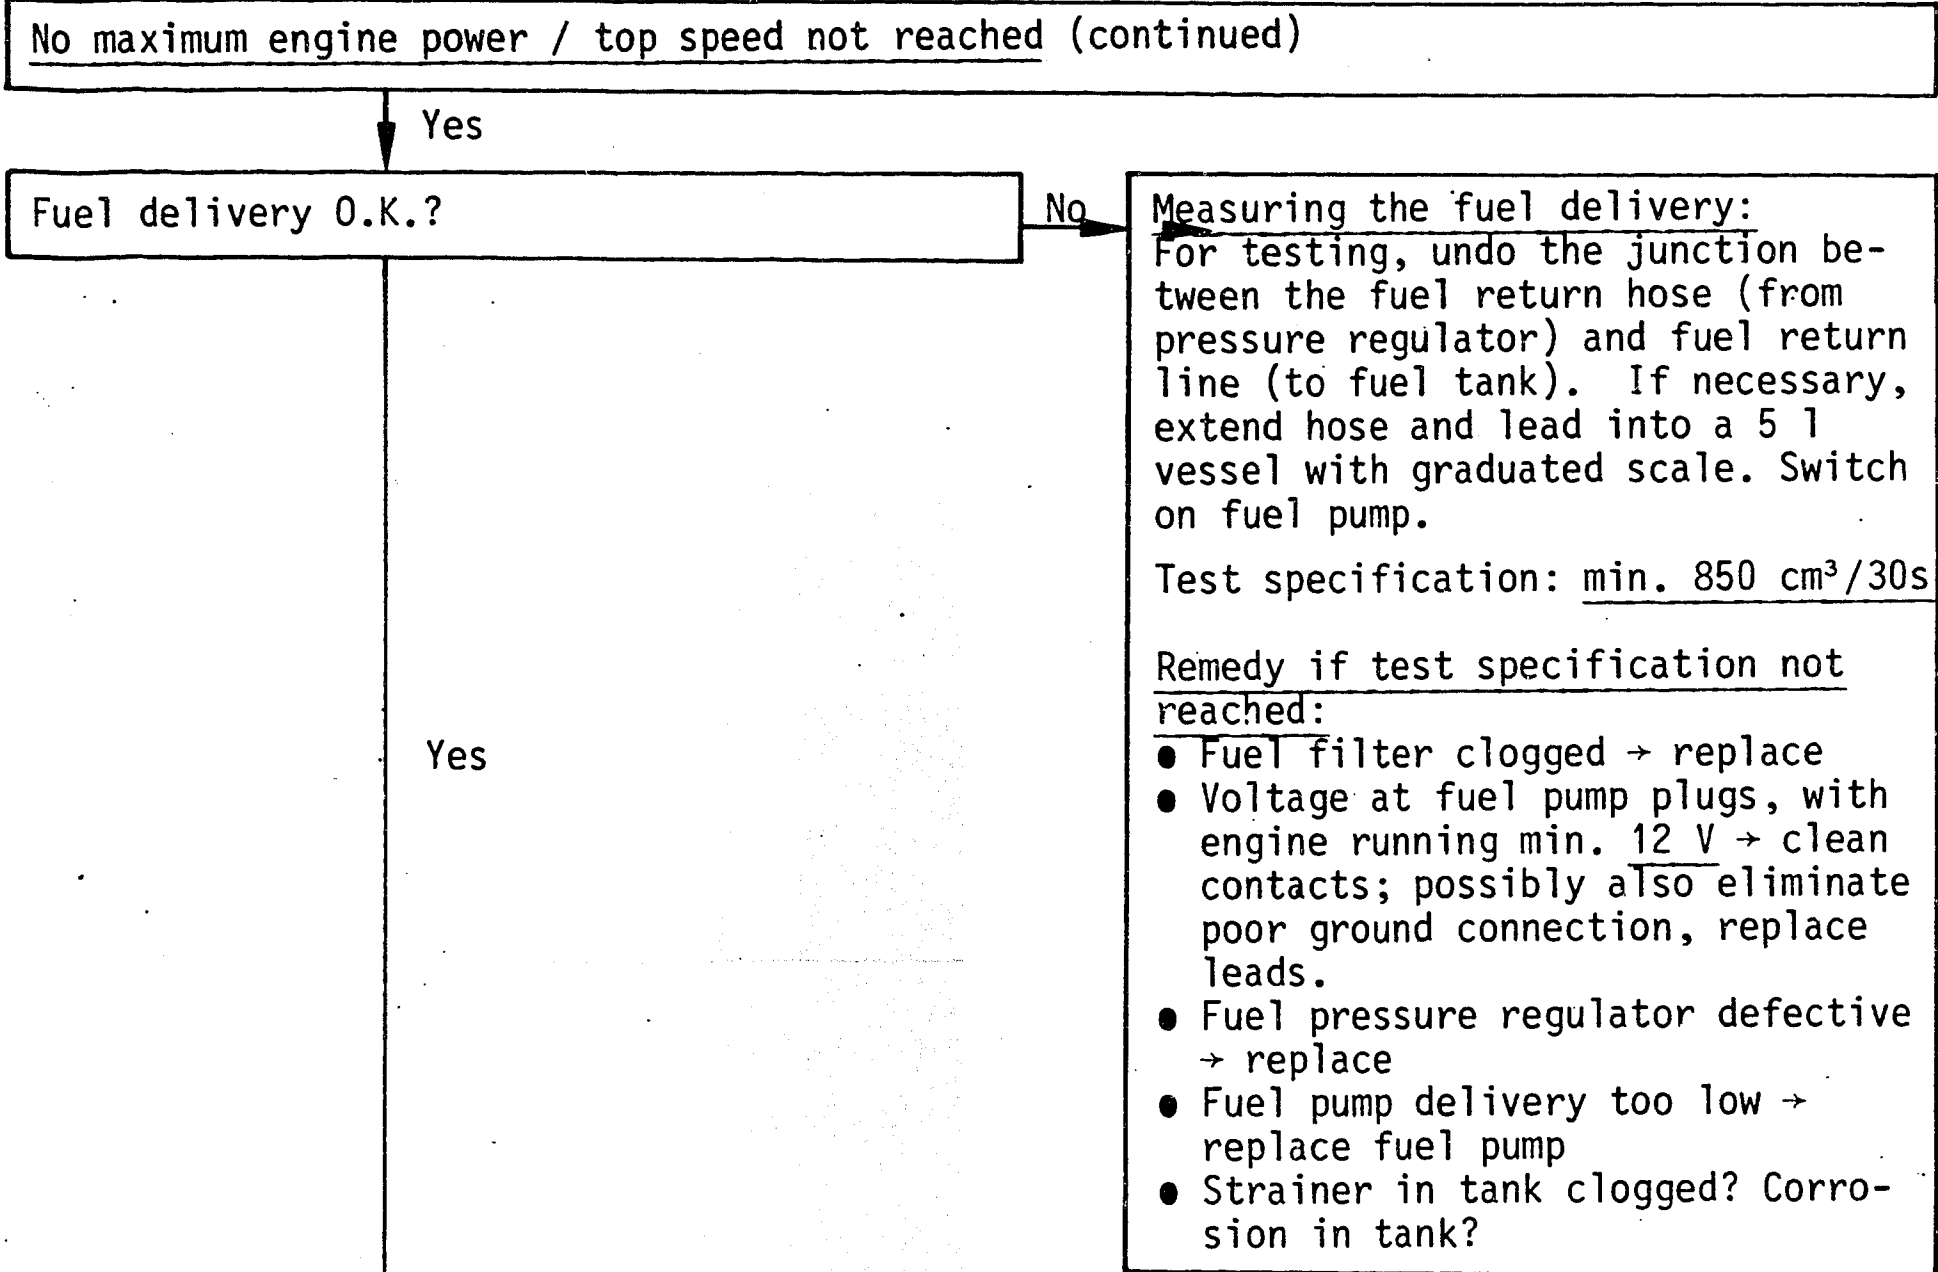 No maximum engine power / top speed not reached (continued)
Yes
Fuel delivery O.K.?
No
Measuring the fuel delivery:
For testing, undo the junction be-
tween the fuel return hose (from
pressure regulator) and fuel return
line (to fuel tank). If necessary,
extend hose and lead into a 5 l
vessel with graduated scale. Switch
on fuel pump.
Test specification: min. 850 cm³/30s
Remedy if test specification not
reached:
● Fuel filter clogged → replace
● Voltage at fuel pump plugs, with
engine running min. 12 V → clean
contacts; possibly also eliminate
poor ground connection, replace
leads.
● Fuel pressure regulator defective
→ replace
● Fuel pump delivery too low →
replace fuel pump
● Strainer in tank clogged? Corro-
sion in tank?
Yes